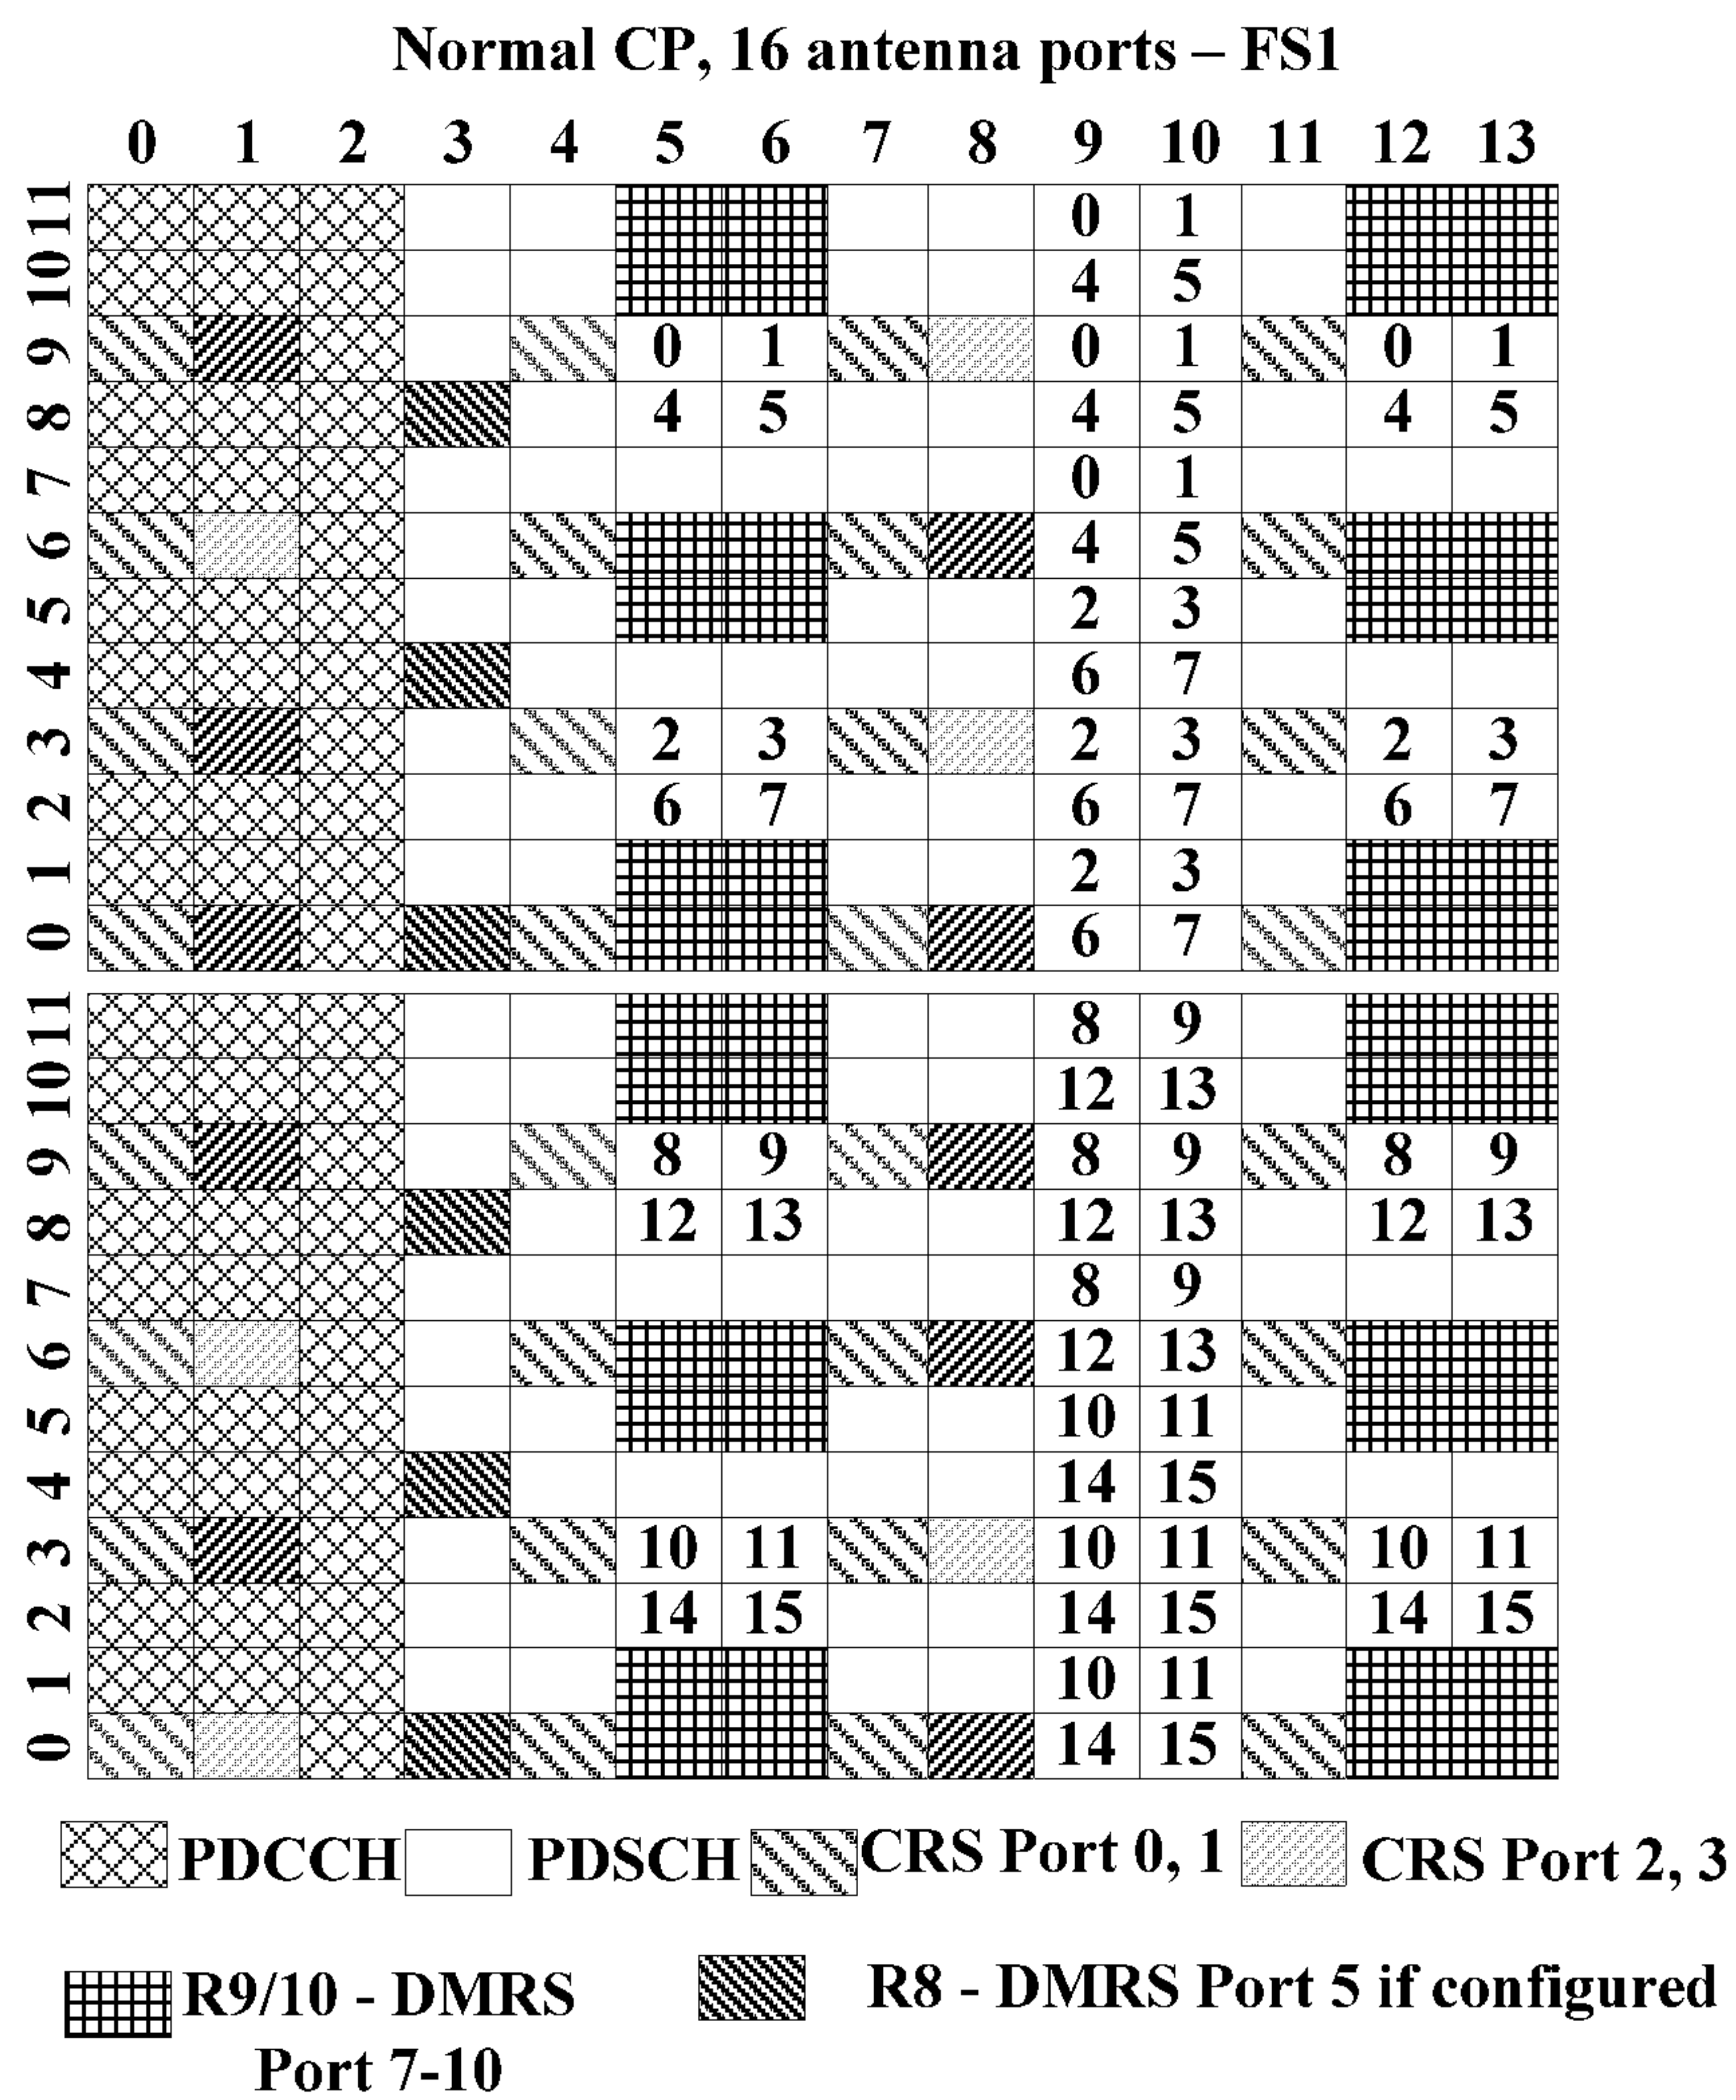 Normal CP, 16 antenna ports – FS1
0 1 2 3 4 5 6 7 8 9 10 11 12 13
11 0 1
10 4 5
9 0 1 0 1 0 1
8 4 5 4 5 4 5
7 0 1
6 4 5
5 2 3
4 6 7
3 2 3 2 3 2 3
2 6 7 6 7 6 7
1 2 3
0 6 7
11 8 9
10 12 13
9 8 9 8 9 8 9
8 12 13 12 13 12 13
7 8 9
6 12 13
5 10 11
4 14 15
3 10 11 10 11 10 11
2 14 15 14 15 14 15
1 10 11
0 14 15
PDCCH PDSCH CRS Port 0, 1 CRS Port 2, 3
R9/10 - DMRS
Port 7-10
R8 - DMRS Port 5 if configured